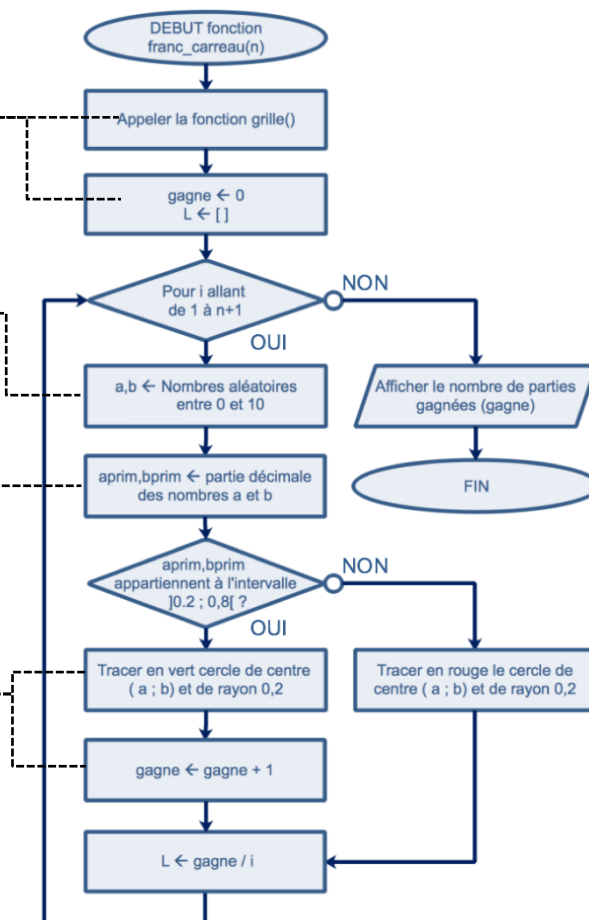 DEBUT fonction
franc_carreau(n)
Appeler la fonction grille()
gagne ← 0
L ← [ ]
Pour i allant
de 1 à n+1
NON
OUI
a,b ← Nombres aléatoires
entre 0 et 10
Afficher le nombre de parties
gagnées (gagne)
aprim,bprim ← partie décimale
des nombres a et b
FIN
aprim,bprim
appartiennent à l'intervalle
]0.2 ; 0,8[ ?
NON
OUI
Tracer en vert cercle de centre
( a ; b) et de rayon 0,2
Tracer en rouge le cercle de
centre ( a ; b) et de rayon 0,2
gagne ← gagne + 1
L ← gagne / i